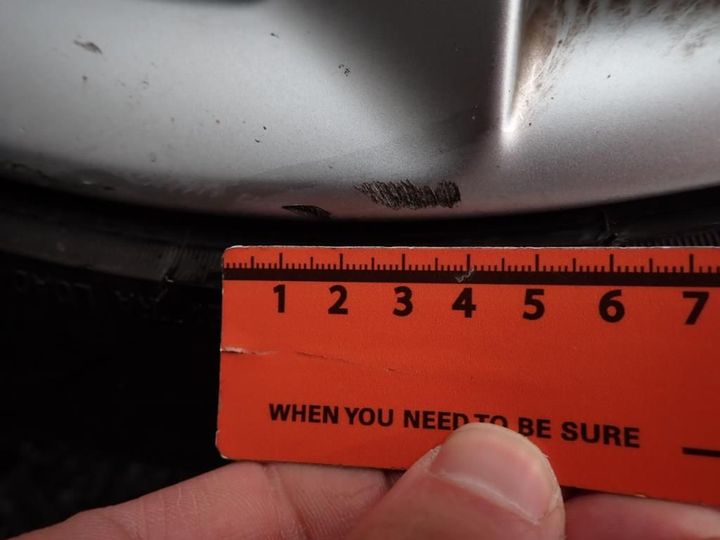 1 2 3 4 5 6 7
WHEN YOU NEED TO BE SURE